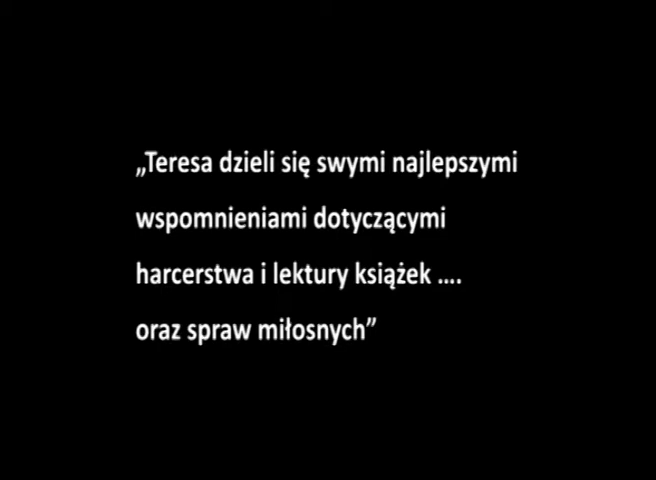 „Teresa dzieli się swymi najlepszymi
wspomnieniami dotyczącymi
harcerstwa i lektury książek ....
oraz spraw miłosnych”